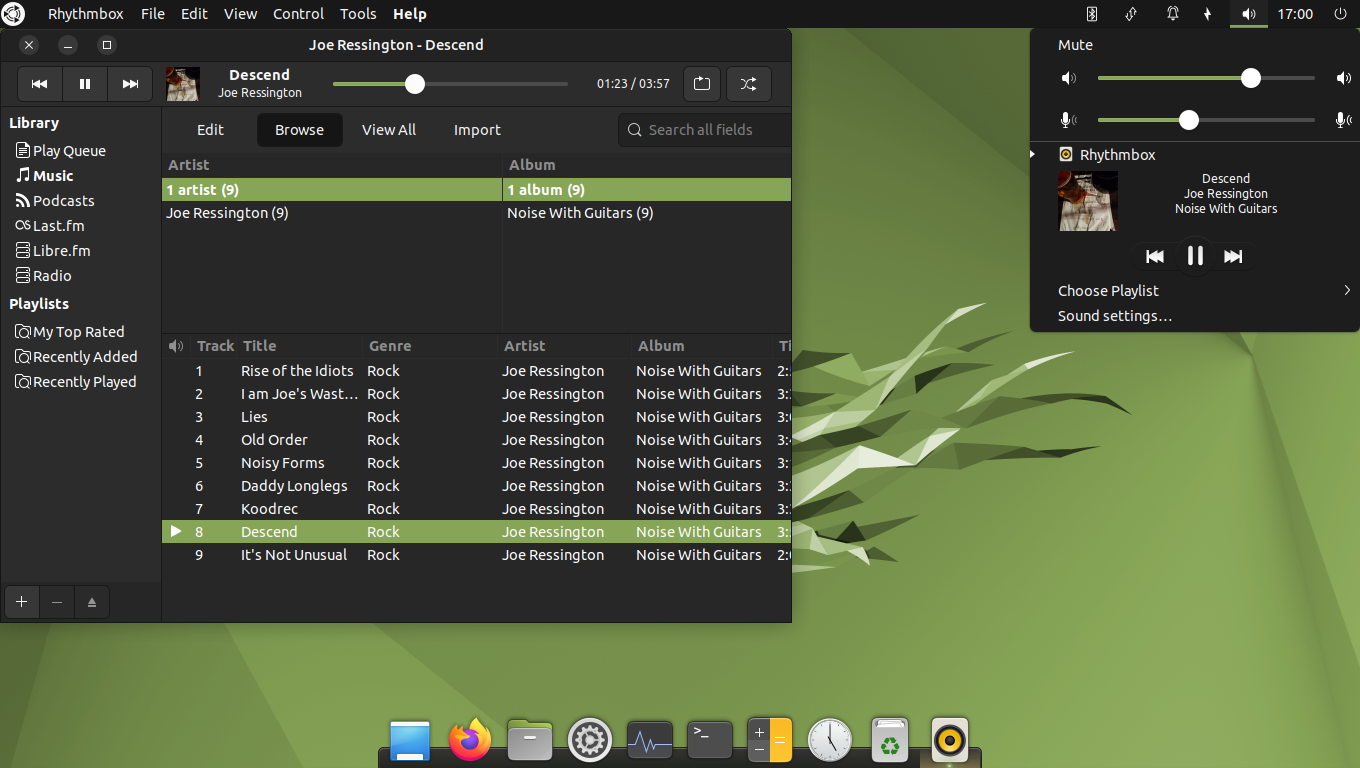 Rhythmbox File Edit View Control Tools Help 17:00
Joe Ressington - Descend
Descend
Joe Ressington
01:23 / 03:57
Library
Play Queue
Music
Podcasts
Last.fm
Libre.fm
Radio
Playlists
My Top Rated
Recently Added
Recently Played
Edit Browse View All Import Search all fields
Artist Album
1 artist (9) 1 album (9)
Joe Ressington (9) Noise With Guitars (9)
Track Title Genre Artist Album Ti
1 Rise of the Idiots Rock Joe Ressington Noise With Guitars 2:
2 I am Joe's Wast… Rock Joe Ressington Noise With Guitars 3:
3 Lies Rock Joe Ressington Noise With Guitars 3:
4 Old Order Rock Joe Ressington Noise With Guitars 3:
5 Noisy Forms Rock Joe Ressington Noise With Guitars 3:
6 Daddy Longlegs Rock Joe Ressington Noise With Guitars 3:
7 Koodrec Rock Joe Ressington Noise With Guitars 3:
8 Descend Rock Joe Ressington Noise With Guitars 3:
9 It's Not Unusual Rock Joe Ressington Noise With Guitars 2:
Mute
Rhythmbox
Descend
Joe Ressington
Noise With Guitars
Choose Playlist
Sound settings…